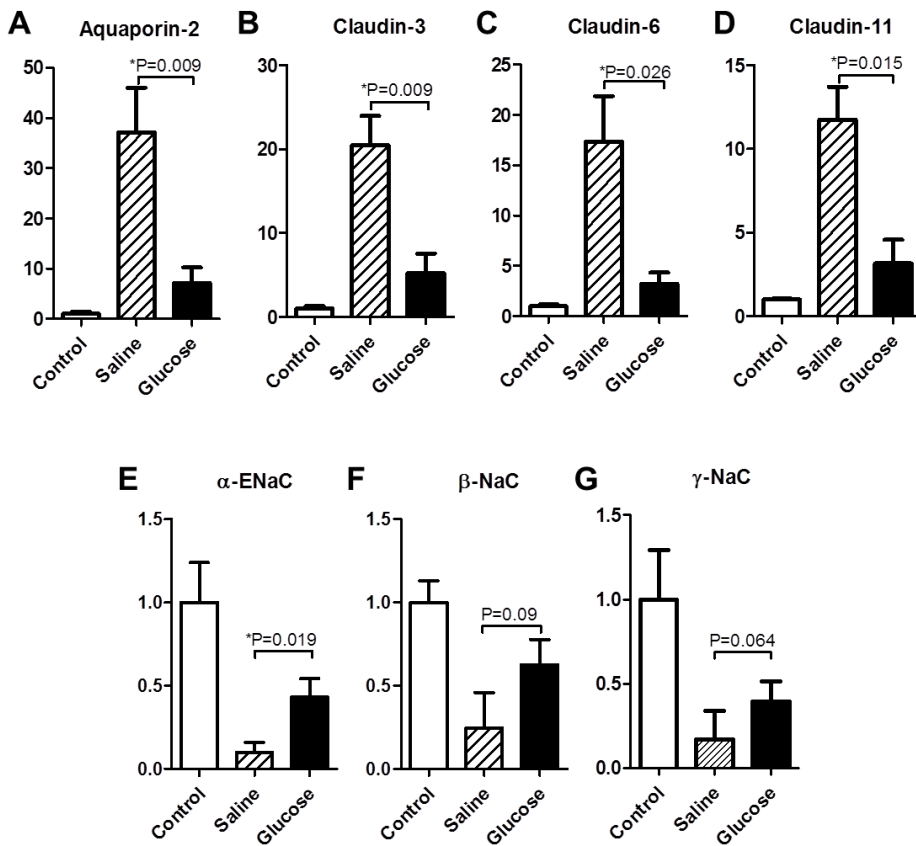 A Aquaporin-2
50
40
30
20
10
0
*P=0.009
Control
Saline
Glucose
B Claudin-3
30
20
10
0
*P=0.009
Control
Saline
Glucose
C Claudin-6
25
20
15
10
5
0
*P=0.026
Control
Saline
Glucose
D Claudin-11
15
10
5
0
*P=0.015
Control
Saline
Glucose
E α-ENaC
1.5
1.0
0.5
0.0
*P=0.019
Control
Saline
Glucose
F β-NaC
1.5
1.0
0.5
0.0
P=0.09
Control
Saline
Glucose
G γ-NaC
1.5
1.0
0.5
0.0
P=0.064
Control
Saline
Glucose